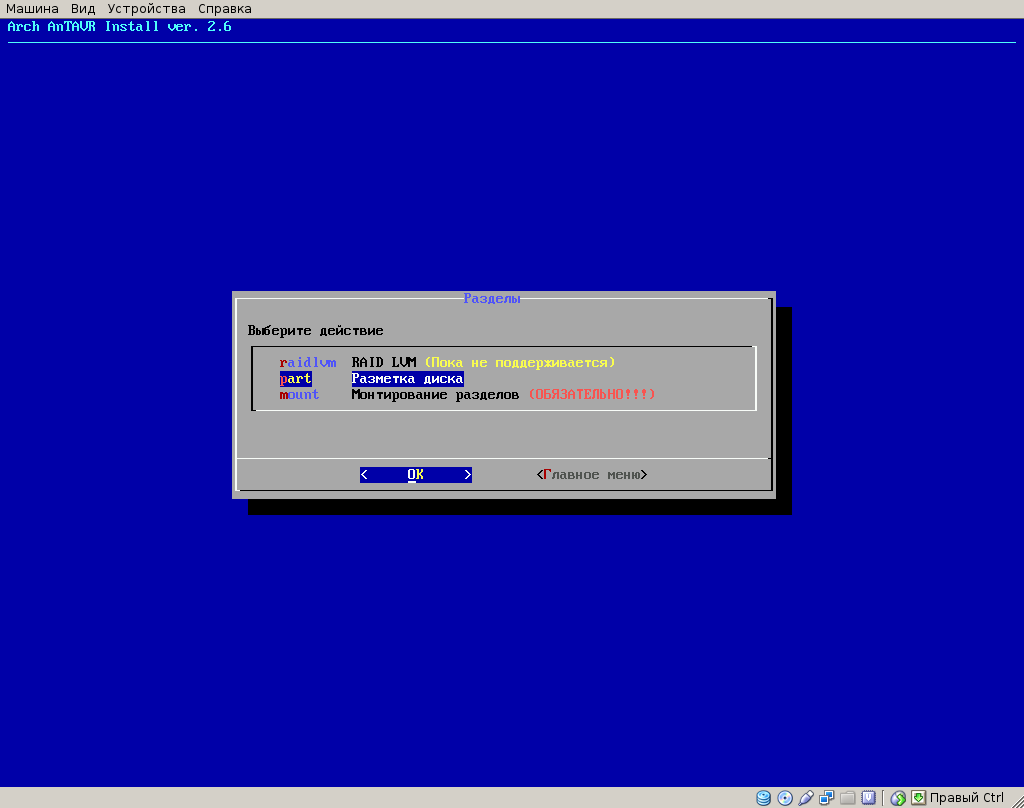 Машина Вид Устройства Справка
Arch AnTAVR Install ver. 2.6
Разделы
Выберите действие
raidlvm RAID LVM (Пока не поддерживается)
part Разметка диска
mount Монтирование разделов (ОБЯЗАТЕЛЬНО!!!)
< OK > <Главное меню>
Правый Ctrl